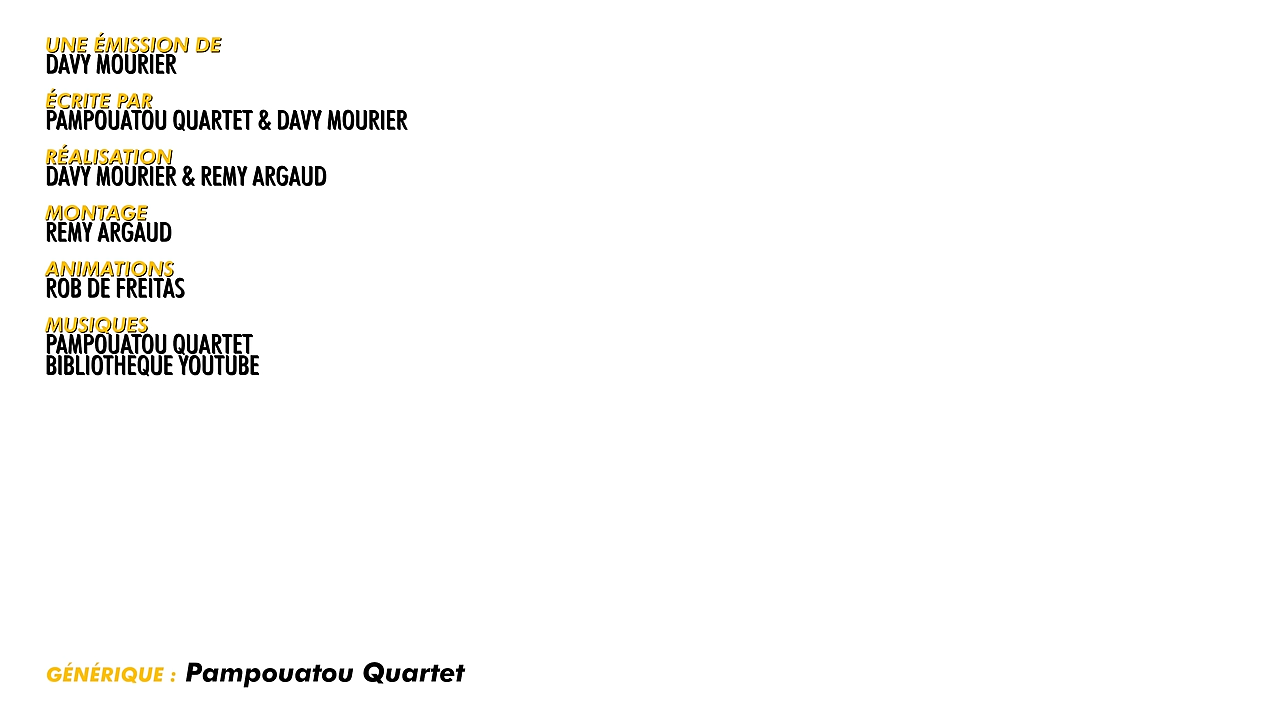 UNE ÉMISSION DE
DAVY MOURIER
ÉCRITE PAR
PAMPOUATOU QUARTET & DAVY MOURIER
RÉALISATION
DAVY MOURIER & REMY ARGAUD
MONTAGE
REMY ARGAUD
ANIMATIONS
ROB DE FREITAS
MUSIQUES
PAMPOUATOU QUARTET
BIBLIOTHÈQUE YOUTUBE
GÉNÉRIQUE : Pampouatou Quartet